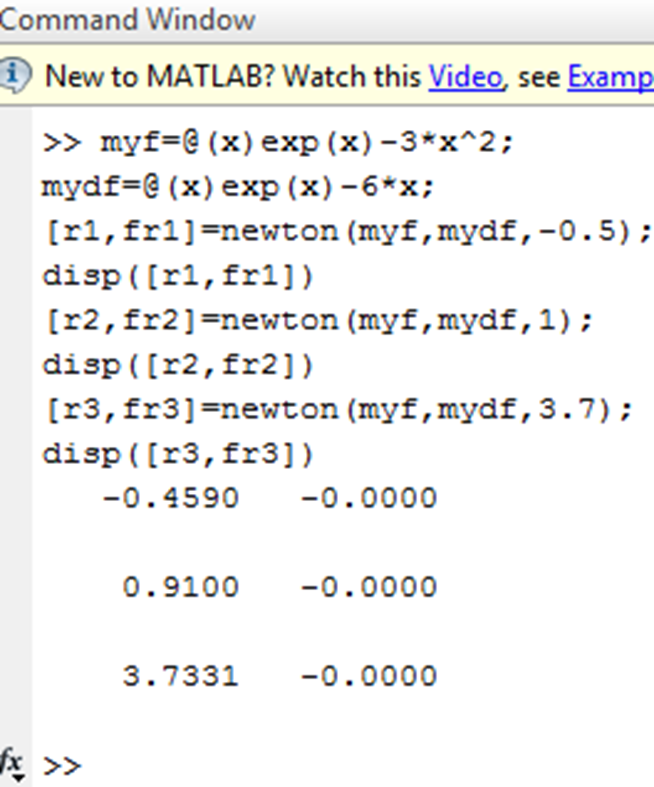 Command Window
New to MATLAB? Watch this Video, see Examp
>> myf=@(x)exp(x)-3*x^2;
mydf=@(x)exp(x)-6*x;
[r1,fr1]=newton(myf,mydf,-0.5);
disp([r1,fr1])
[r2,fr2]=newton(myf,mydf,1);
disp([r2,fr2])
[r3,fr3]=newton(myf,mydf,3.7);
disp([r3,fr3])
-0.4590 -0.0000
0.9100 -0.0000
3.7331 -0.0000
fx >>